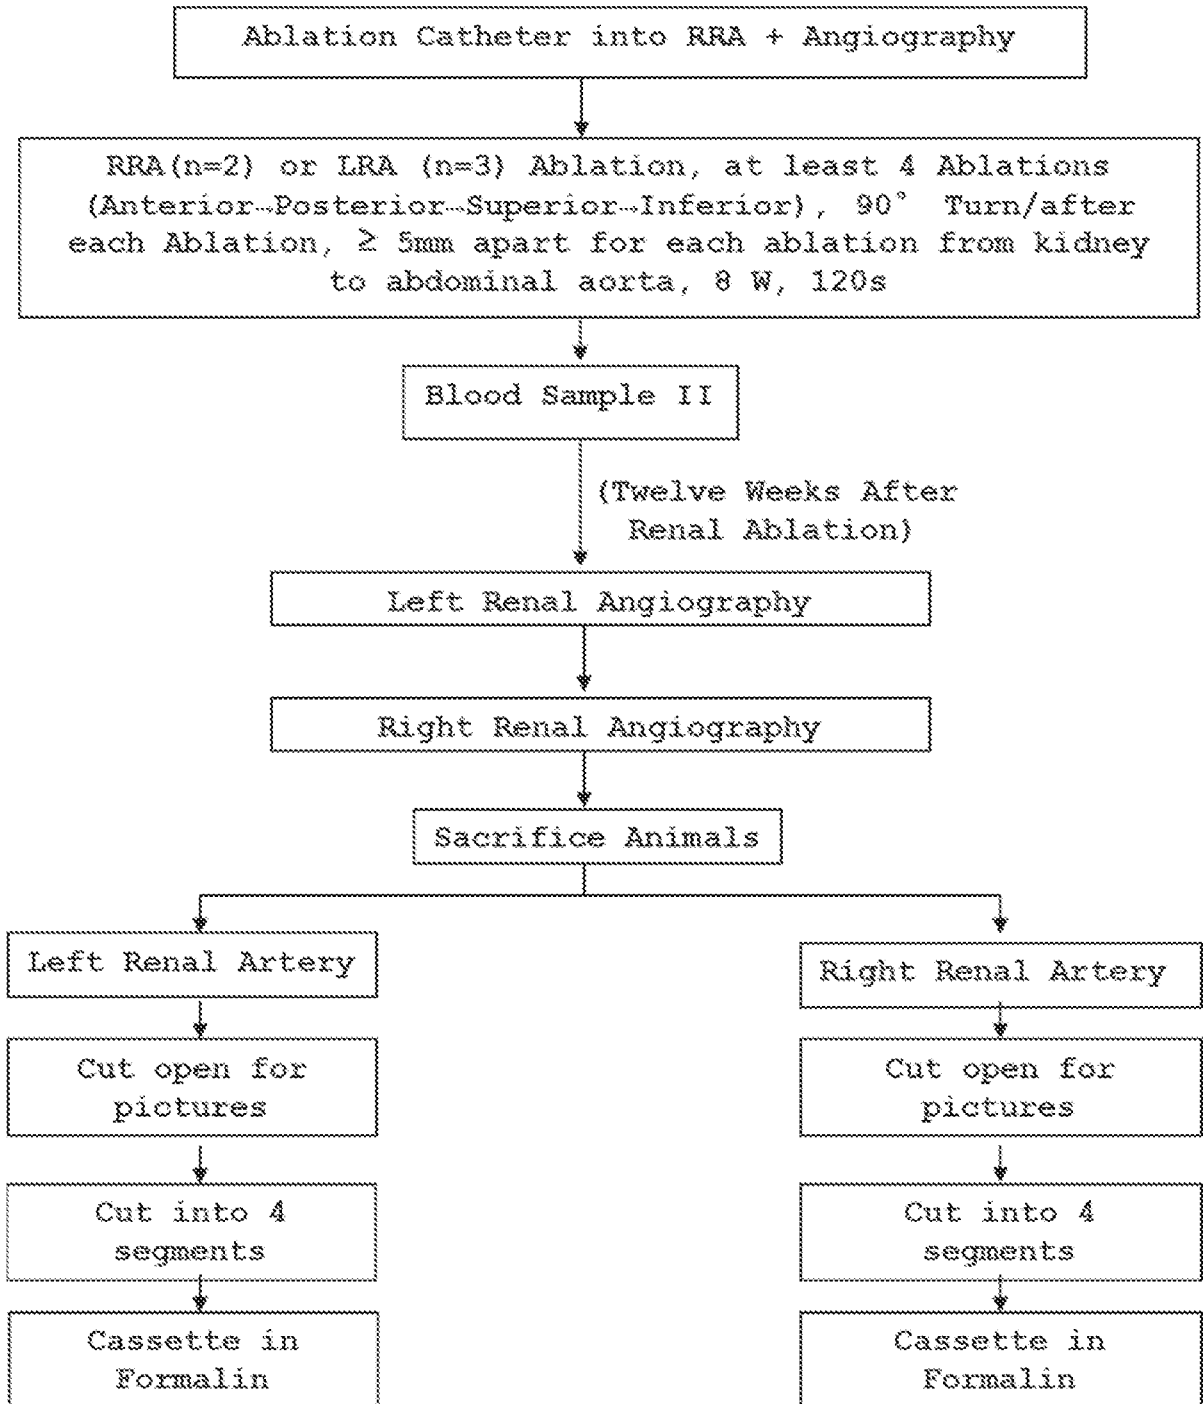 Ablation Catheter into RRA + Angiography
RRA(n=2) or LRA (n=3) Ablation, at least 4 Ablations
(Anterior→Posterior→Superior→Inferior), 90° Turn/after
each Ablation, ≥ 5mm apart for each ablation from kidney
to abdominal aorta, 8 W, 120s
Blood Sample II
(Twelve Weeks After
Renal Ablation)
Left Renal Angiography
Right Renal Angiography
Sacrifice Animals
Left Renal Artery
Right Renal Artery
Cut open for
pictures
Cut open for
pictures
Cut into 4
segments
Cut into 4
segments
Cassette in
Formalin
Cassette in
Formalin